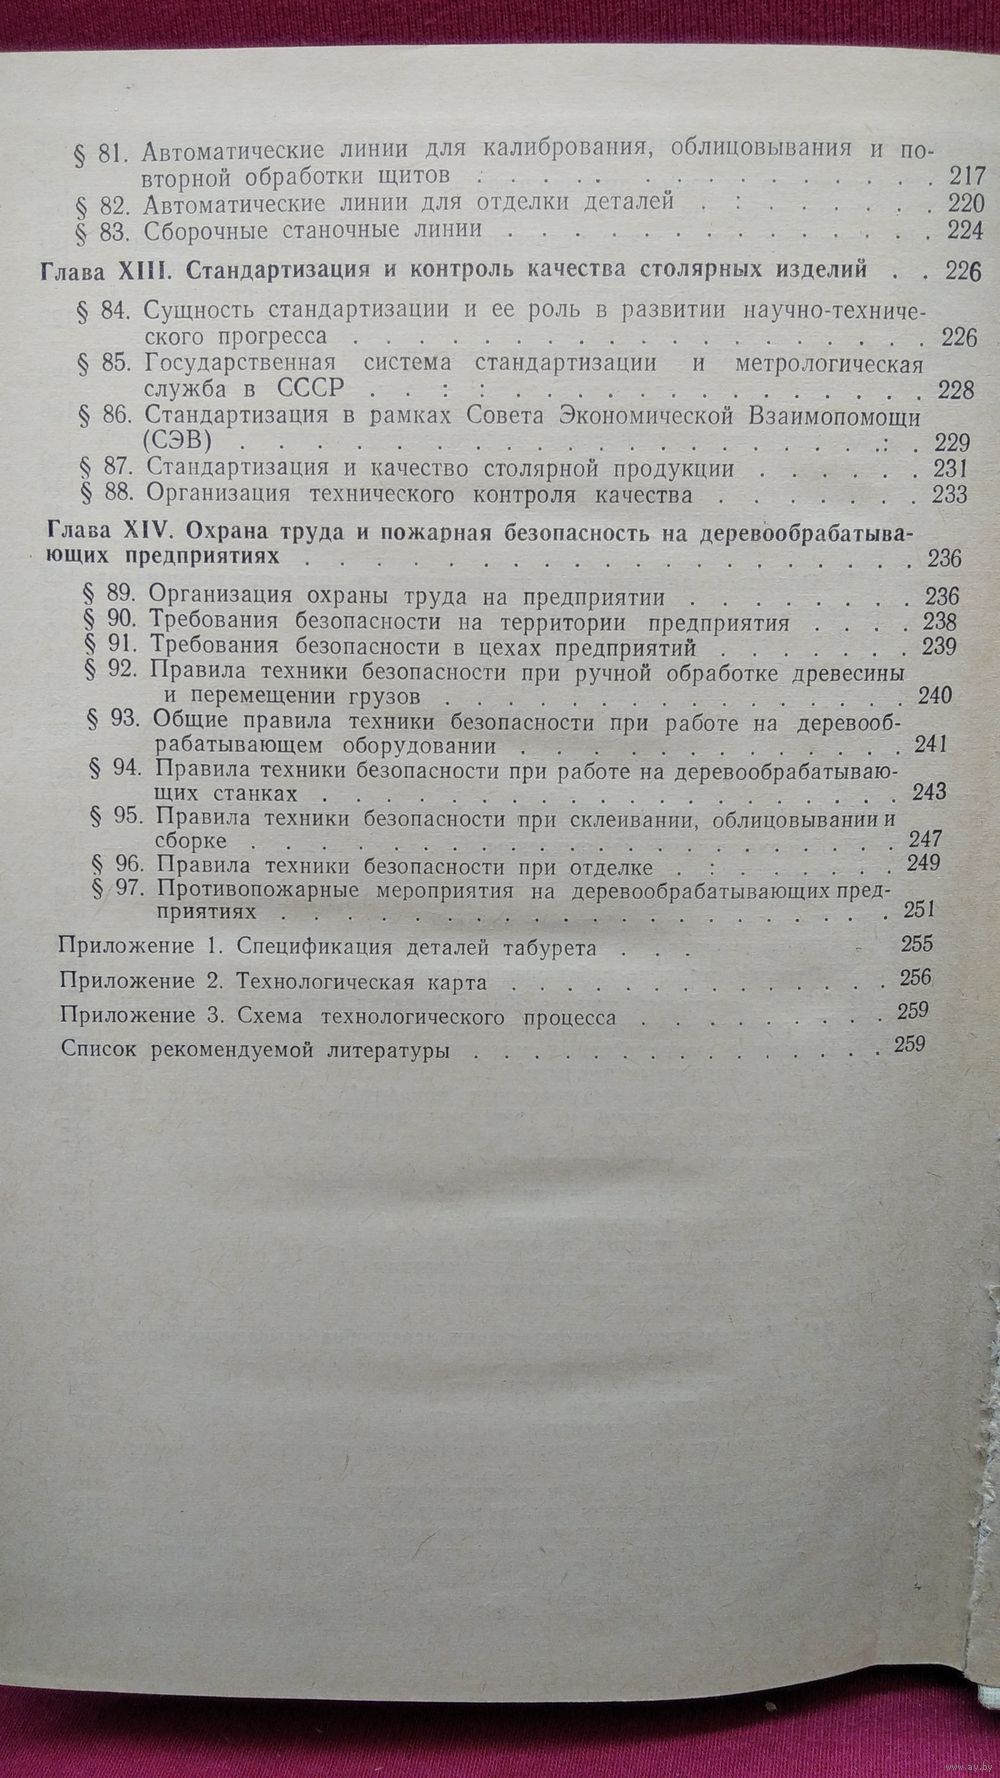 § 81. Автоматические линии для калибрования, облицовывания и по-
вторной обработки щитов . . . . . . . . . . . . . . . . 217
§ 82. Автоматические линии для отделки деталей . : . . . . . . . 220
§ 83. Сборочные станочные линии . . . . . . . . . . . . . . . 224
Глава XIII. Стандартизация и контроль качества столярных изделий . . 226
§ 84. Сущность стандартизации и ее роль в развитии научно-техниче-
ского прогресса . . . . . . . . . . . . . . . . . . . 226
§ 85. Государственная система стандартизации и метрологическая
служба в СССР . . : : . . . . . . . . . . . . . . . 228
§ 86. Стандартизация в рамках Совета Экономической Взаимопомощи
(СЭВ) . . . . . . . . . . . . . . . . . . .: . 229
§ 87. Стандартизация и качество столярной продукции . . . . . . 231
§ 88. Организация технического контроля качества . . . . . . . 233
Глава XIV. Охрана труда и пожарная безопасность на деревообрабатыва-
ющих предприятиях . . . . . . . . . . . . . . . . . . . 236
§ 89. Организация охраны труда на предприятии . . . . . . . . 236
§ 90. Требования безопасности на территории предприятия . . . . 238
§ 91. Требования безопасности в цехах предприятий . . . . . . . 239
§ 92. Правила техники безопасности при ручной обработке древесины
и перемещении грузов . . . . . . . . . . . . . . . . 240
§ 93. Общие правила техники безопасности при работе на деревооб-
рабатывающем оборудовании . . . . . . . . . . . . . 241
§ 94. Правила техники безопасности при работе на деревообрабатываю-
щих станках . . . . . . . . . . . . . . . . . . . 243
§ 95. Правила техники безопасности при склеивании, облицовывании и
сборке . . . . . . . . . . . . . . . . . . . . . 247
§ 96. Правила техники безопасности при отделке . : . . . . . . 249
§ 97. Противопожарные мероприятия на деревообрабатывающих пред-
приятиях . . . . . . . . . . . . . . . . . . . . 251
Приложение 1. Спецификация деталей табурета . . . 255
Приложение 2. Технологическая карта . . . . . . . . . . . . . . 256
Приложение 3. Схема технологического процесса . . . . . . . . . 259
Список рекомендуемой литературы . . . . . . . . . . . . . . . 259
www.ay.by